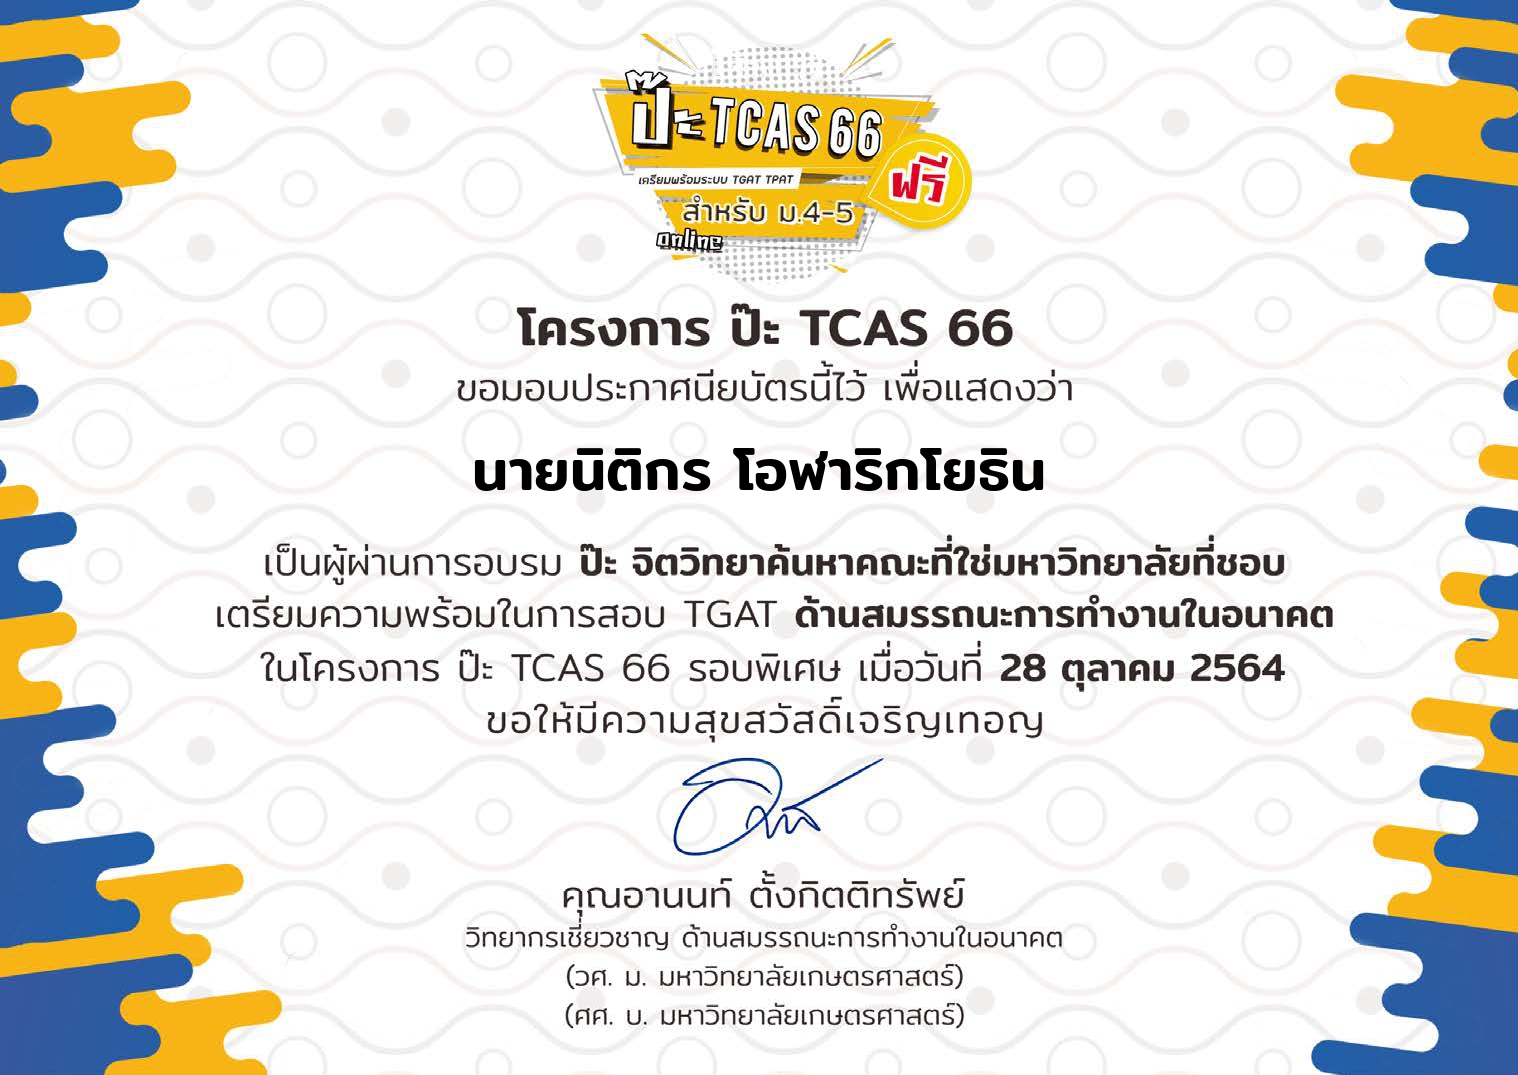 ป๊ะ TCAS 66
เตรียมพร้อมระบบ TGAT TPAT
ฟรี
สำหรับ ม.4-5
online
โครงการ ป๊ะ TCAS 66
ขอมอบประกาศนียบัตรนี้ไว้ เพื่อแสดงว่า
นายนิติกร โอฬาริกโยธิน
เป็นผู้ผ่านการอบรม ป๊ะ จิตวิทยาค้นหาคณะที่ใช่มหาวิทยาลัยที่ชอบ
เตรียมความพร้อมในการสอบ TGAT ด้านสมรรถนะการทำงานในอนาคต
ในโครงการ ป๊ะ TCAS 66 รอบพิเศษ เมื่อวันที่ 28 ตุลาคม 2564
ขอให้มีความสุขสวัสดิ์เจริญเทอญ
คุณอานนท์ ตั้งกิตติทรัพย์
วิทยากรเชี่ยวชาญ ด้านสมรรถนะการทำงานในอนาคต
(วศ. ม. มหาวิทยาลัยเกษตรศาสตร์)
(ศศ. บ. มหาวิทยาลัยเกษตรศาสตร์)